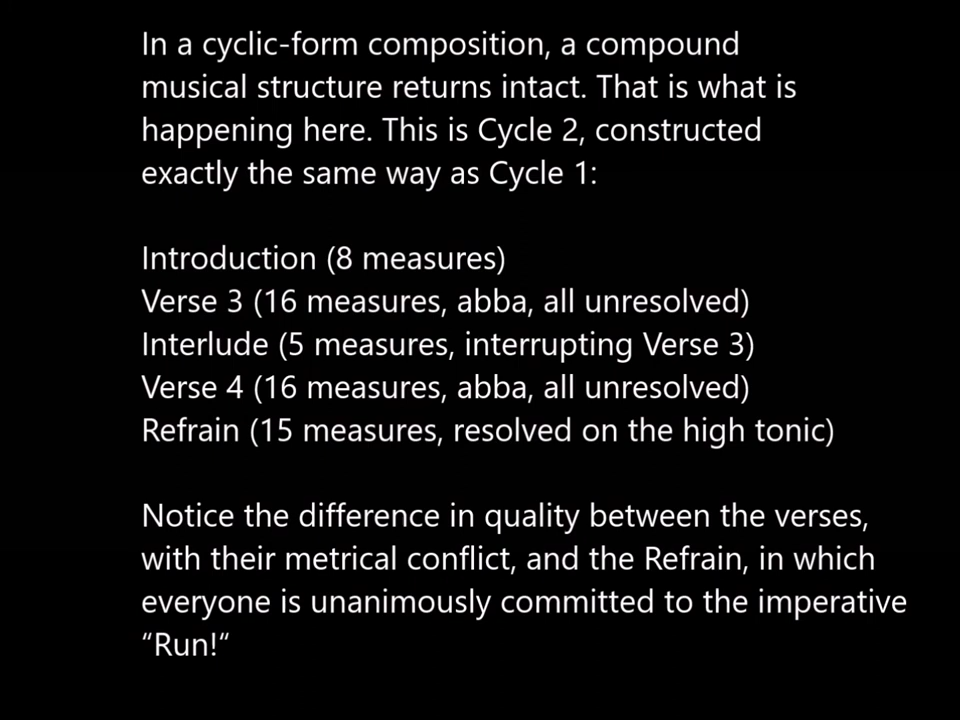 In a cyclic-form composition, a compound
musical structure returns intact. That is what is
happening here. This is Cycle 2, constructed
exactly the same way as Cycle 1:
Introduction (8 measures)
Verse 3 (16 measures, abba, all unresolved)
Interlude (5 measures, interrupting Verse 3)
Verse 4 (16 measures, abba, all unresolved)
Refrain (15 measures, resolved on the high tonic)
Notice the difference in quality between the verses,
with their metrical conflict, and the Refrain, in which
everyone is unanimously committed to the imperative
“Run!“